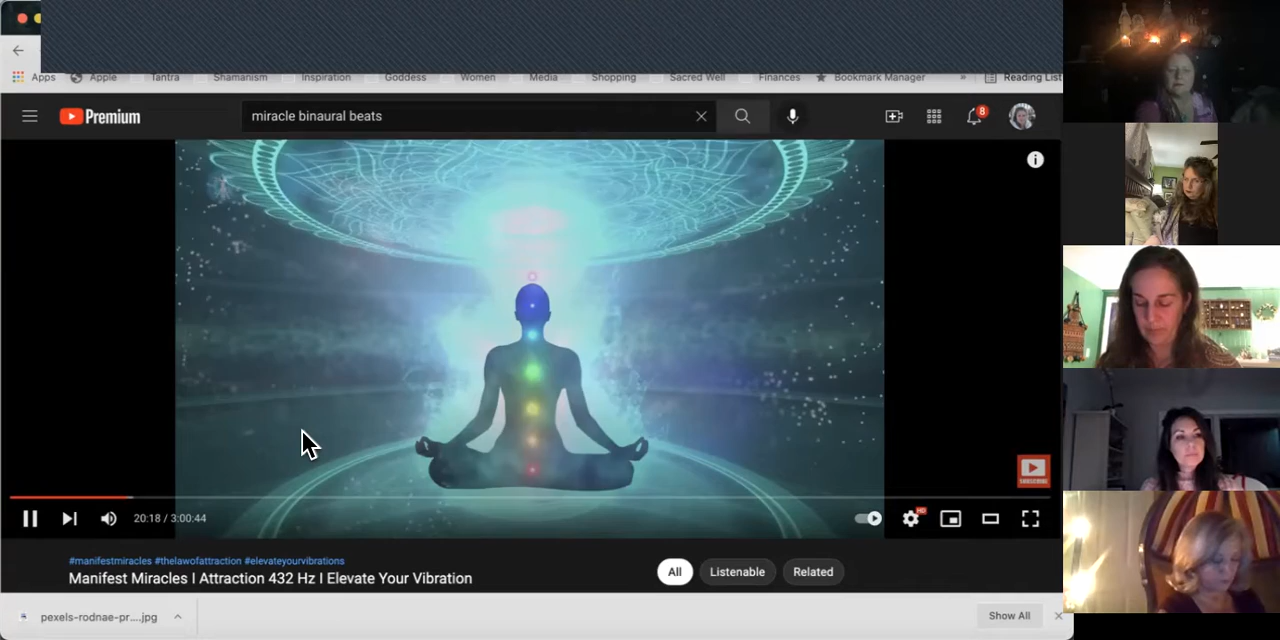 Apps Apple Tantra Shamanism Inspiration Goddess Women Media Shopping Sacred Well Finances Bookmark Manager » Reading List
Premium miracle binaural beats 8
SUBSCRIBE
HD
20:18 / 3:00:44
#manifestmiracles #thelawofattraction #elevateyourvibrations
Manifest Miracles I Attraction 432 Hz I Elevate Your Vibration All Listenable Related
pexels-rodnae-pr....jpg Show All